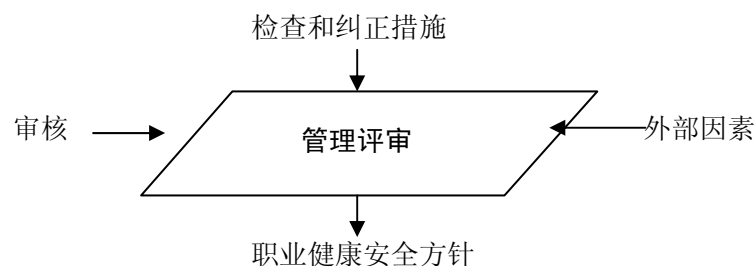 检查和纠正措施
审核
管理评审
外部因素
职业健康安全方针